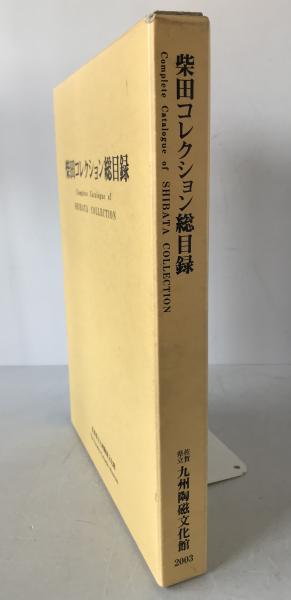 柴田コレクション総目録
Complete Catalogue of
SHIBATA COLLECTION
柴田コレクション総目録
Complete Catalogue of SHIBATA COLLECTION
佐賀県立 九州陶磁文化館
2003